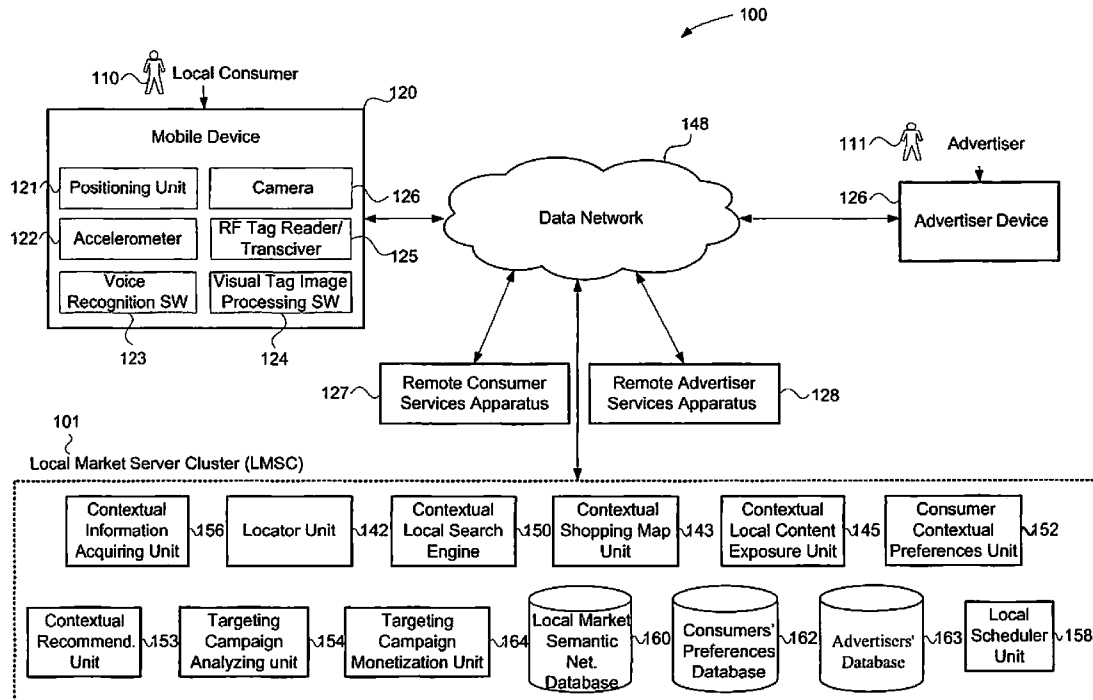 100
110
Local Consumer
120
Mobile Device
121
Positioning Unit
Camera
126
122
Accelerometer
RF Tag Reader/
Transciver
125
Voice
Recognition SW
Visual Tag Image
Processing SW
123
124
148
Data Network
111
Advertiser
126
Advertiser Device
127
Remote Consumer
Services Apparatus
Remote Advertiser
Services Apparatus
128
101
Local Market Server Cluster (LMSC)
Contextual
Information
Acquiring Unit
156
Locator Unit
142
Contextual
Local Search
Engine
150
Contextual
Shopping Map
Unit
143
Contextual
Local Content
Exposure Unit
145
Consumer
Contextual
Preferences Unit
152
Contextual
Recommend.
Unit
153
Targeting
Campaign
Analyzing unit
154
Targeting
Campaign
Monetization Unit
164
Local Market
Semantic
Net.
Database
160
Consumers'
Preferences
Database
162
Advertisers'
Database
163
Local
Scheduler
Unit
158